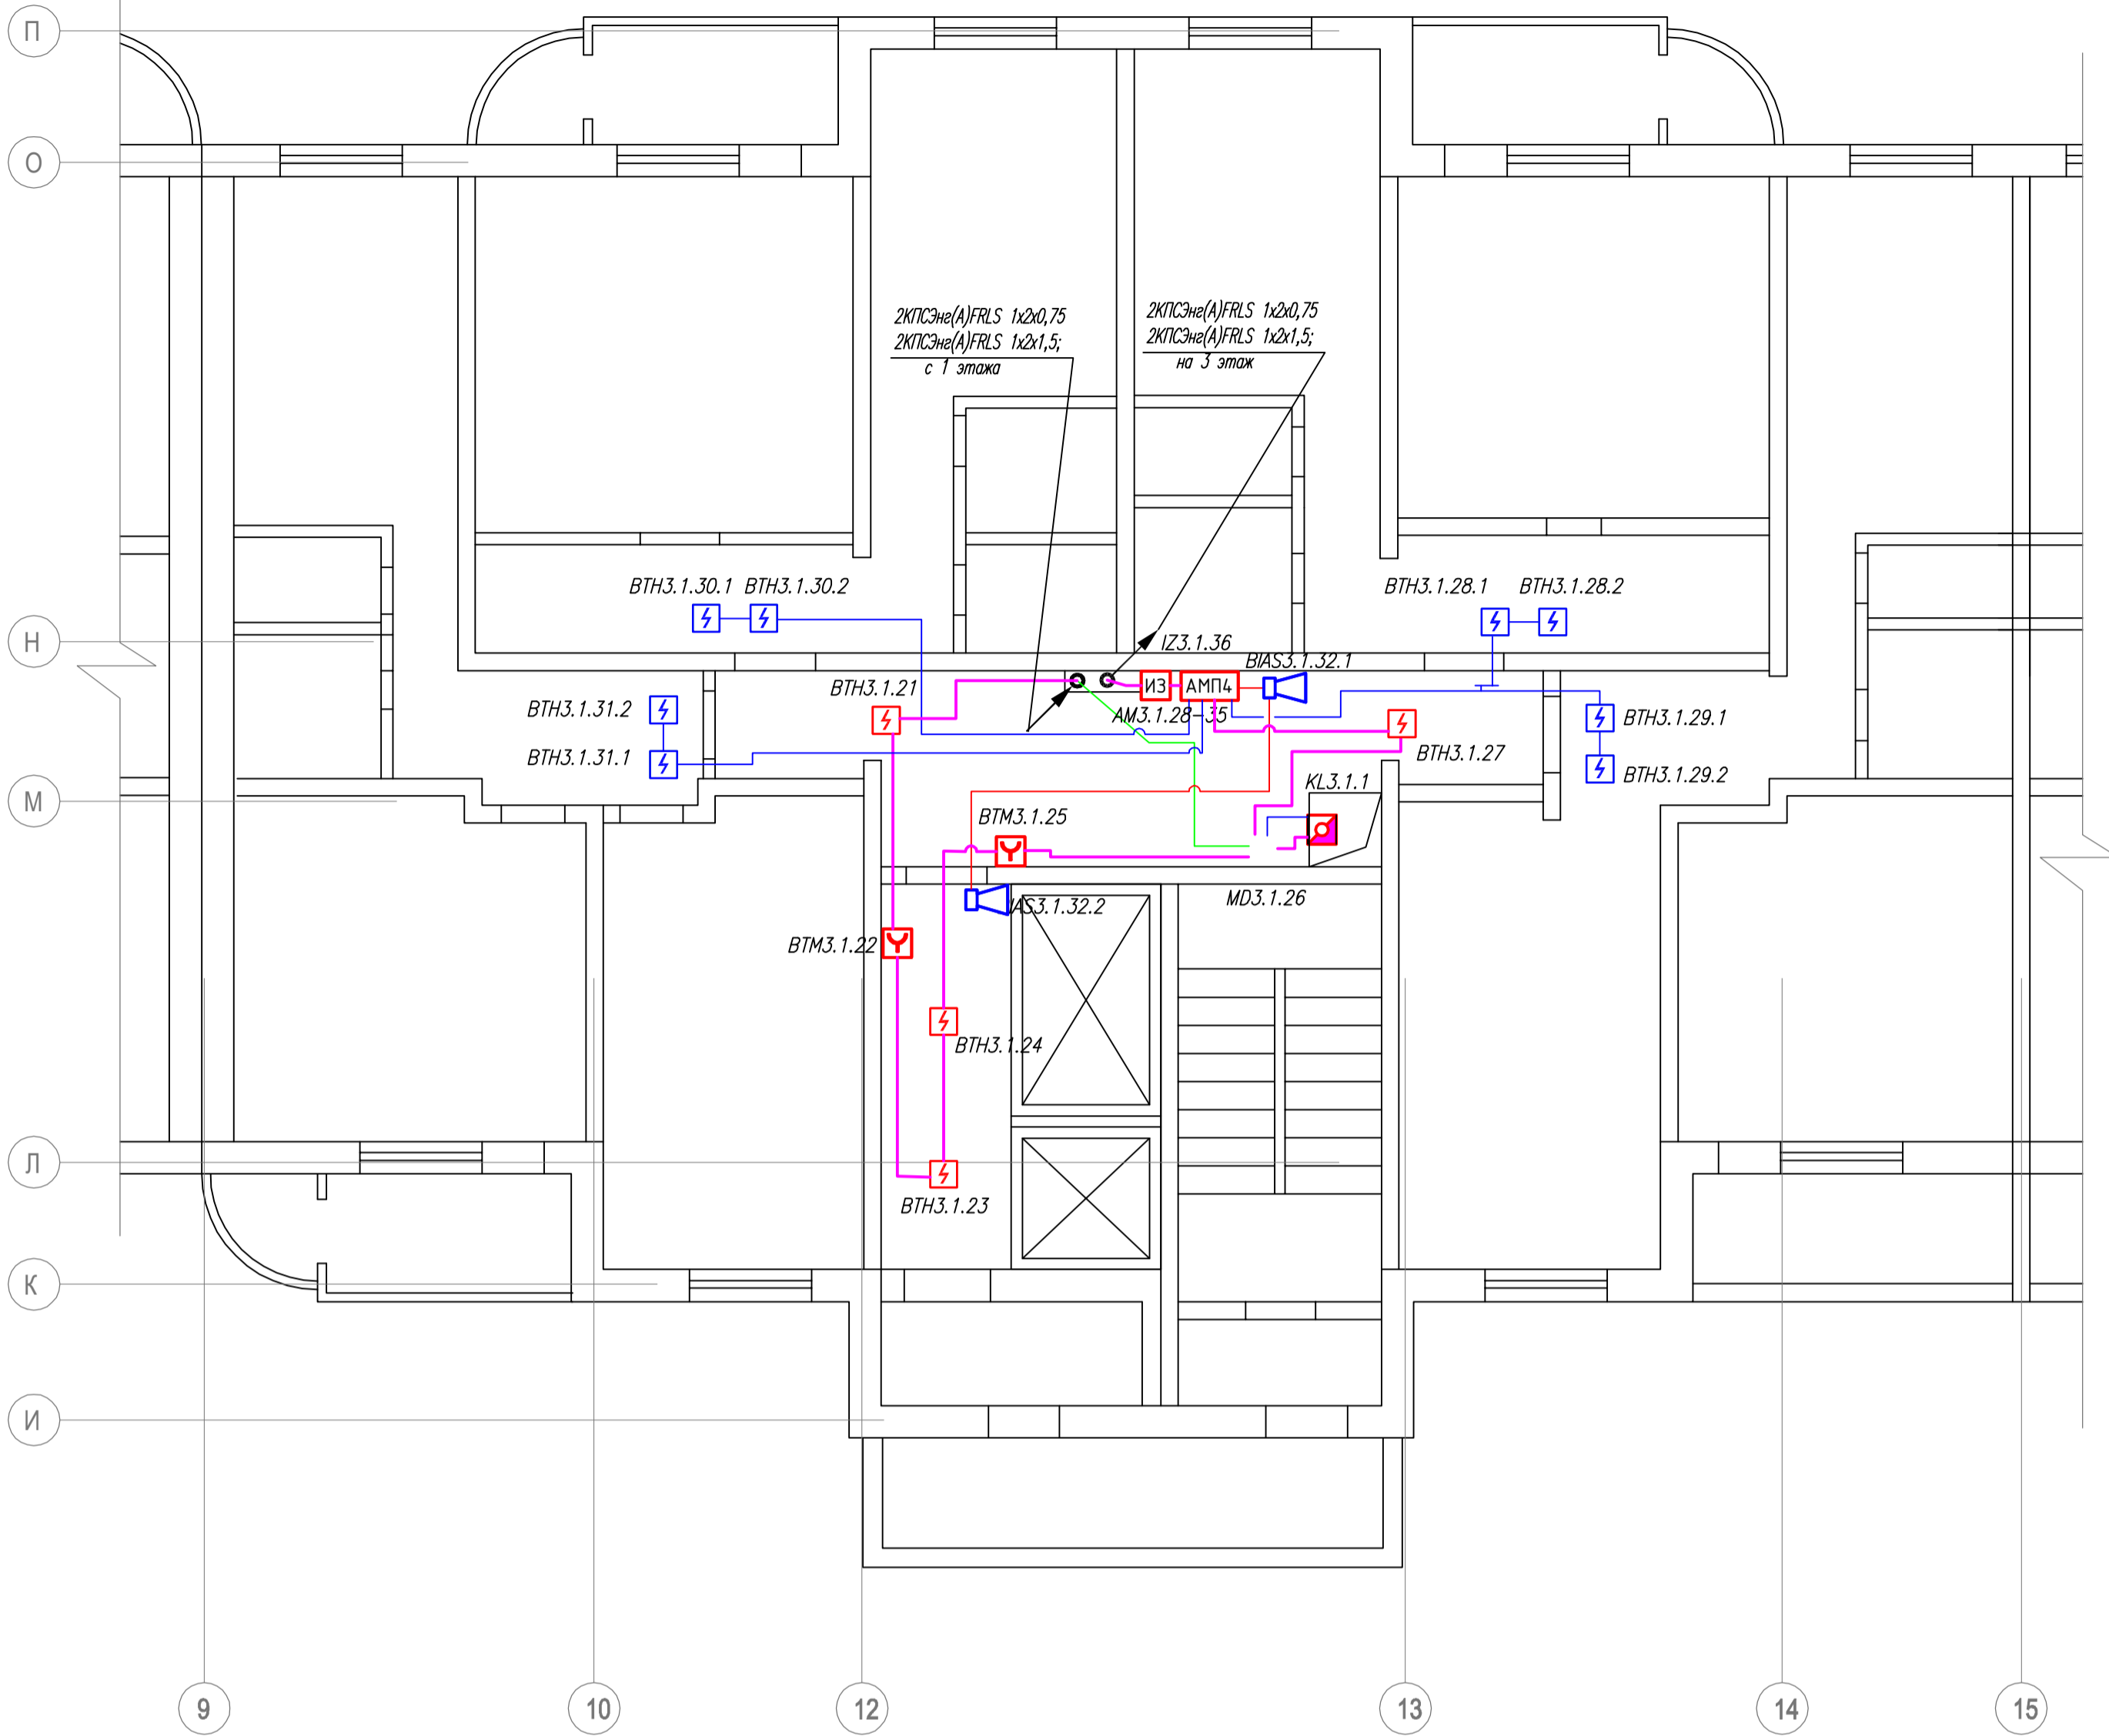 П
О
2КПСЭнг(А)FRLS 1х2х0,75
2КПСЭнг(А)FRLS 1х2х1,5;
с 1 этажа
2КПСЭнг(А)FRLS 1х2х0,75
2КПСЭнг(А)FRLS 1х2х1,5;
на 3 этаж
BTH3.1.30.1 BTH3.1.30.2
BTH3.1.28.1 BTH3.1.28.2
Н
IZ3.1.36
BIAS3.1.32.1
BTH3.1.21
ИЗ
АМП4
BTH3.1.31.2
AM3.1.28-35
BTH3.1.29.1
BTH3.1.31.1
BTH3.1.27
BTH3.1.29.2
KL3.1.1
М
BTM3.1.25
MD3.1.26
IAS3.1.32.2
BTM3.1.22
BTH3.1.24
Л
BTH3.1.23
К
И
9
10
12
13
14
15